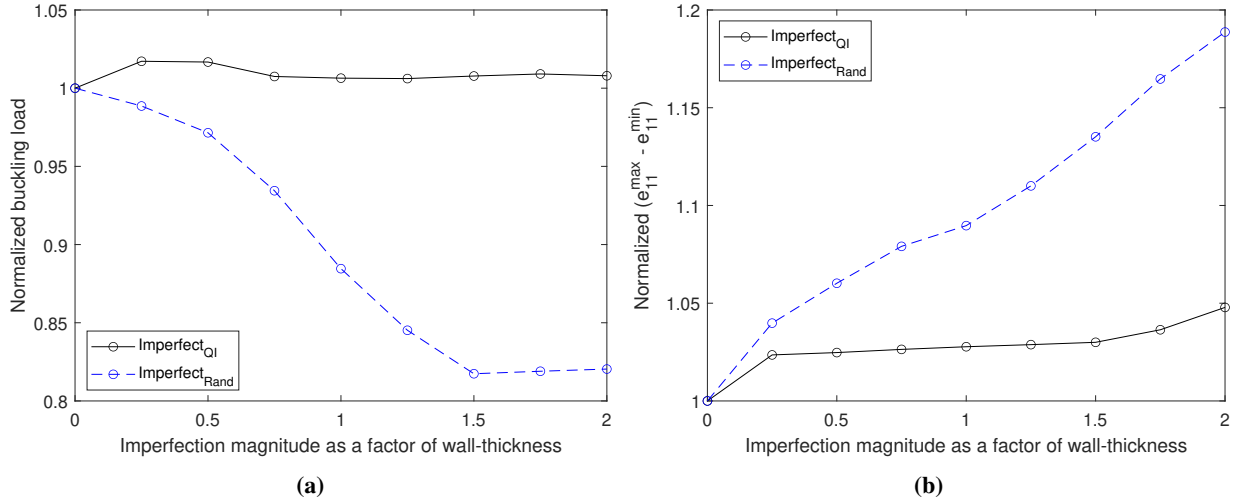 1.05
1
0.95
0.9
0.85
0.8
Normalized buckling load
Imperfect_QI
Imperfect_Rand
0 0.5 1 1.5 2
Imperfection magnitude as a factor of wall-thickness
(a)
1.2
1.15
1.1
1.05
1
Normalized (e_11^max - e_11^min)
Imperfect_QI
Imperfect_Rand
0 0.5 1 1.5 2
Imperfection magnitude as a factor of wall-thickness
(b)